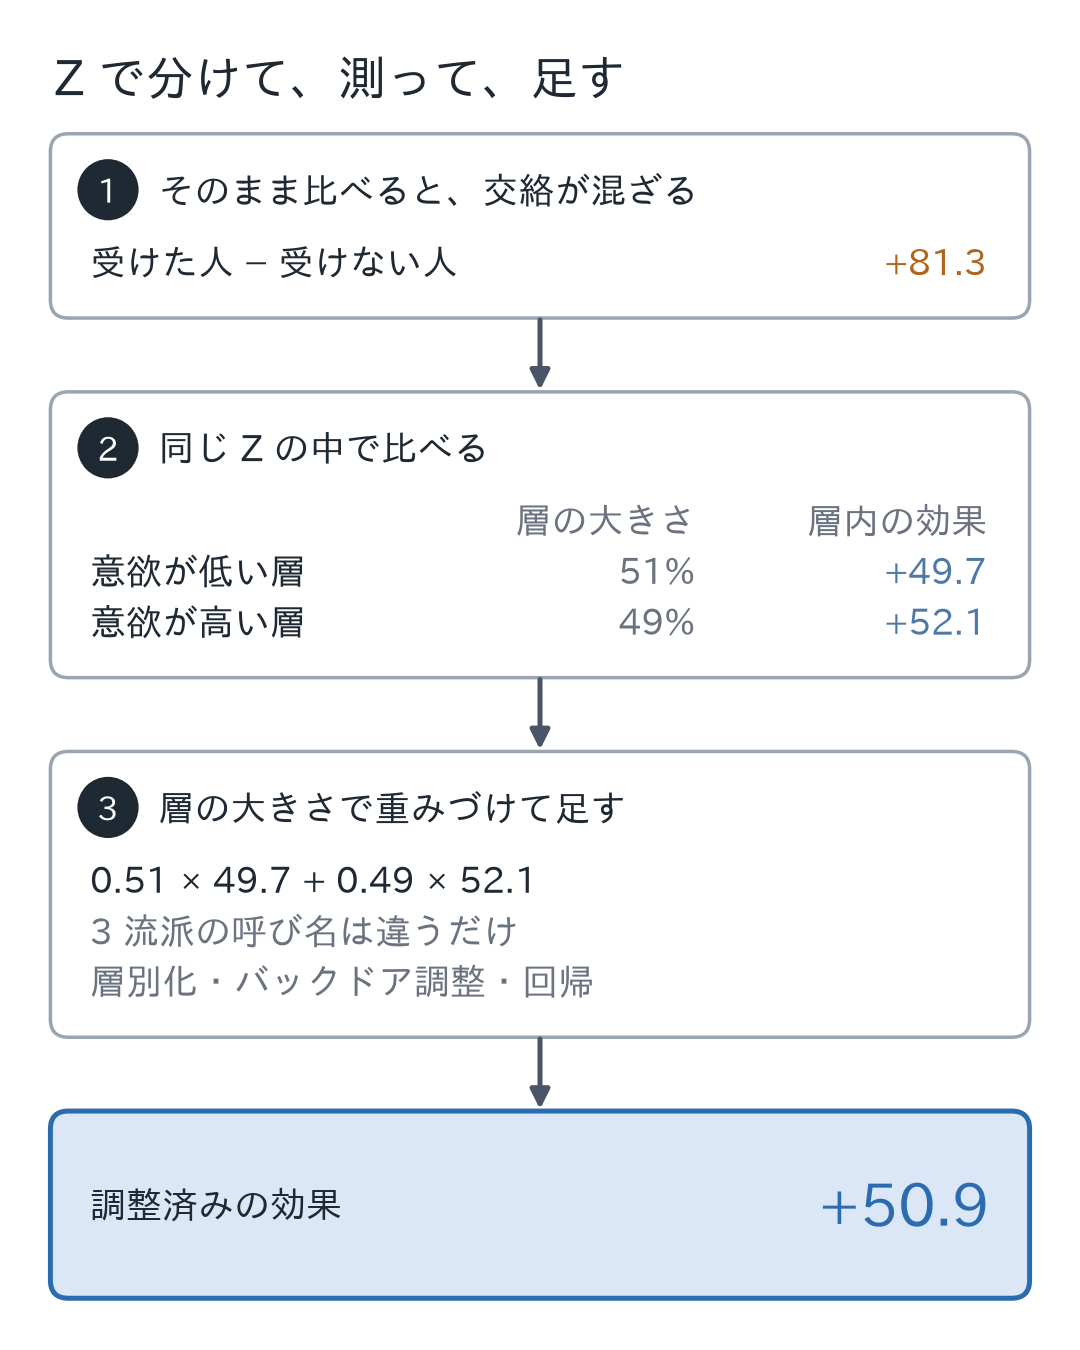 Z で分けて、測って、足す
1 そのまま比べると、交絡が混ざる
受けた人 − 受けない人 +81.3
2 同じ Z の中で比べる
層の大きさ 層内の効果
意欲が低い層 51% +49.7
意欲が高い層 49% +52.1
3 層の大きさで重みづけて足す
0.51 × 49.7 + 0.49 × 52.1
3 流派の呼び名は違うだけ
層別化・バックドア調整・回帰
調整済みの効果 +50.9